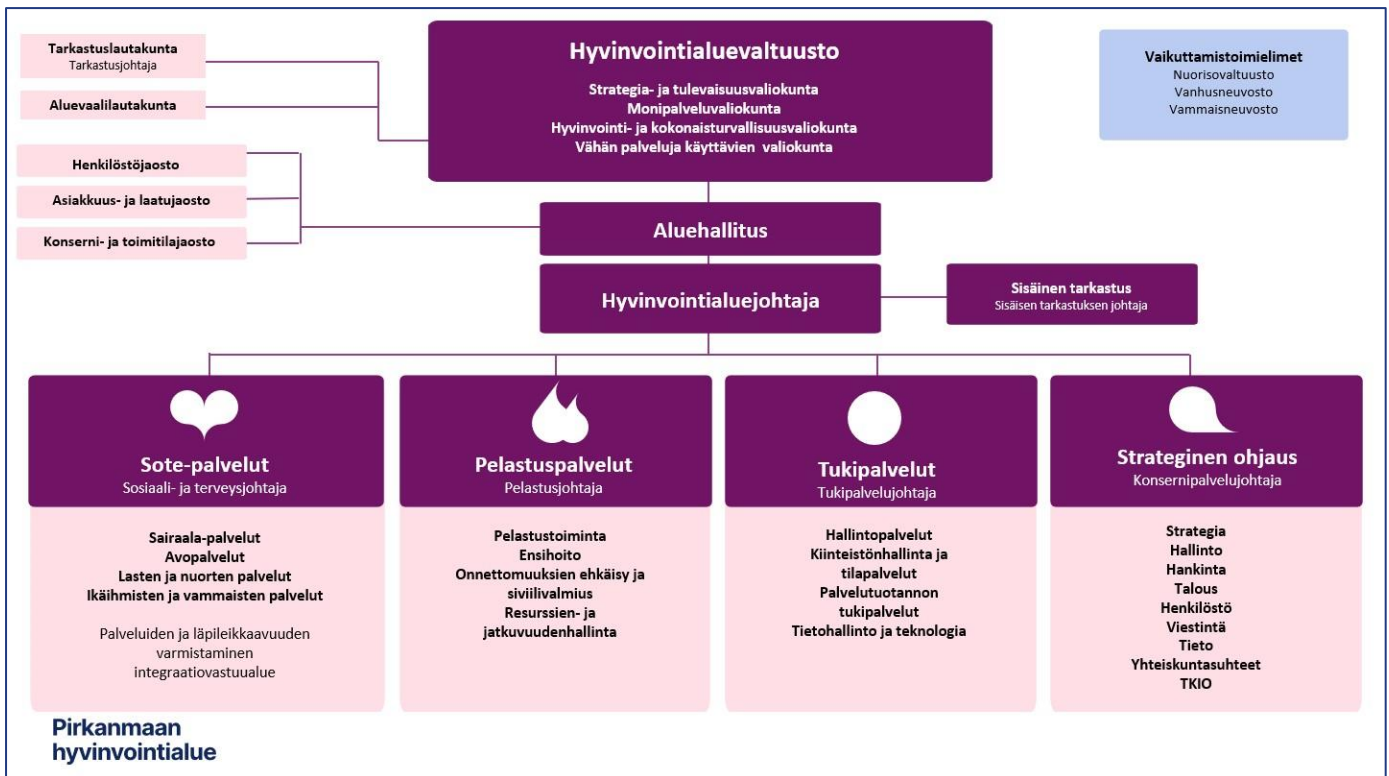 Tarkastuslautakunta
Tarkastusjohtaja
Aluevaalilautakunta
Henkilöstöjaosto
Asiakkuus- ja laatujaosto
Konserni- ja toimitilajaosto
Hyvinvointialuevaltuusto
Strategia- ja tulevaisuusvaliokunta
Monipalveluvaliokunta
Hyvinvointi- ja kokonaisturvallisuusvaliokunta
Vähän palveluja käyttävien valiokunta
Vaikuttamistoimielimet
Nuorisovaltuusto
Vanhusneuvosto
Vammaisneuvosto
Aluehallitus
Hyvinvointialuejohtaja
Sisäinen tarkastus
Sisäisen tarkastuksen johtaja
Sote-palvelut
Sosiaali- ja terveysjohtaja
Sairaala-palvelut
Avopalvelut
Lasten ja nuorten palvelut
Ikäihmisten ja vammaisten palvelut
Palveluiden ja läpileikkaavuuden
varmistaminen
integraatiovastuualue
Pelastuspalvelut
Pelastusjohtaja
Pelastustoiminta
Ensihoito
Onnettomuuksien ehkäisy ja
siviilivalmius
Resurssien- ja
jatkuvuudenhallinta
Tukipalvelut
Tukipalvelujohtaja
Hallintopalvelut
Kiinteistönhallinta ja
tilapalvelut
Palvelutuotannon
tukipalvelut
Tietohallinto ja teknologia
Strateginen ohjaus
Konsernipalvelujohtaja
Strategia
Hallinto
Hankinta
Talous
Henkilöstö
Viestintä
Tieto
Yhteiskuntasuhteet
TKIO
Pirkanmaan
hyvinvointialue